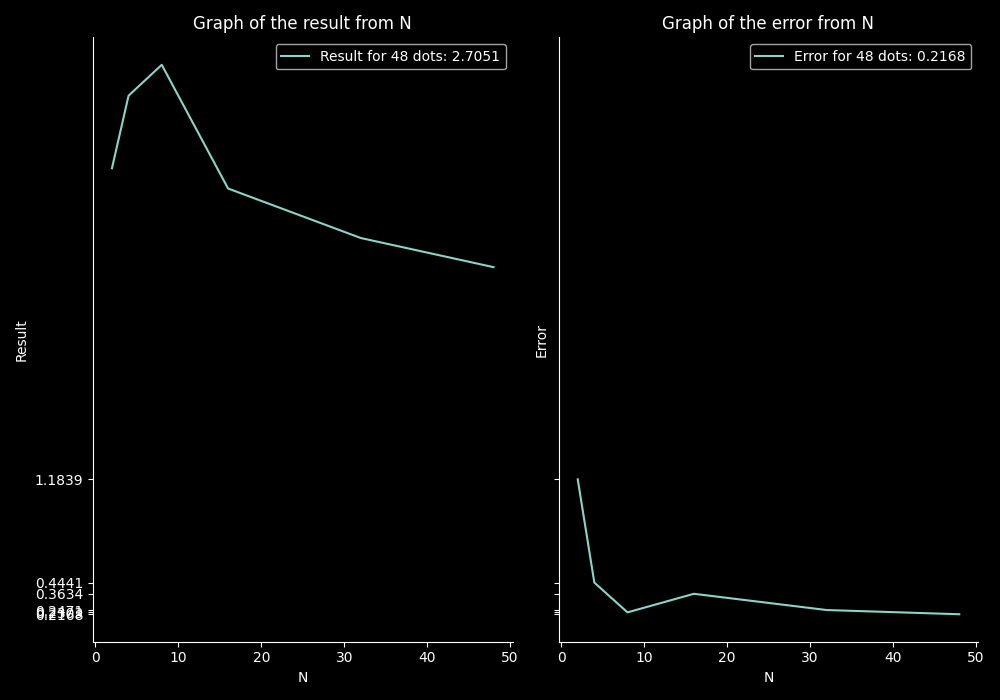 Graph of the result from N
Result for 48 dots: 2.7051
Result
1.1839
0.4441
0.3634
0 10 20 30 40 50
N
Graph of the error from N
Error for 48 dots: 0.2168
Error
0 10 20 30 40 50
N